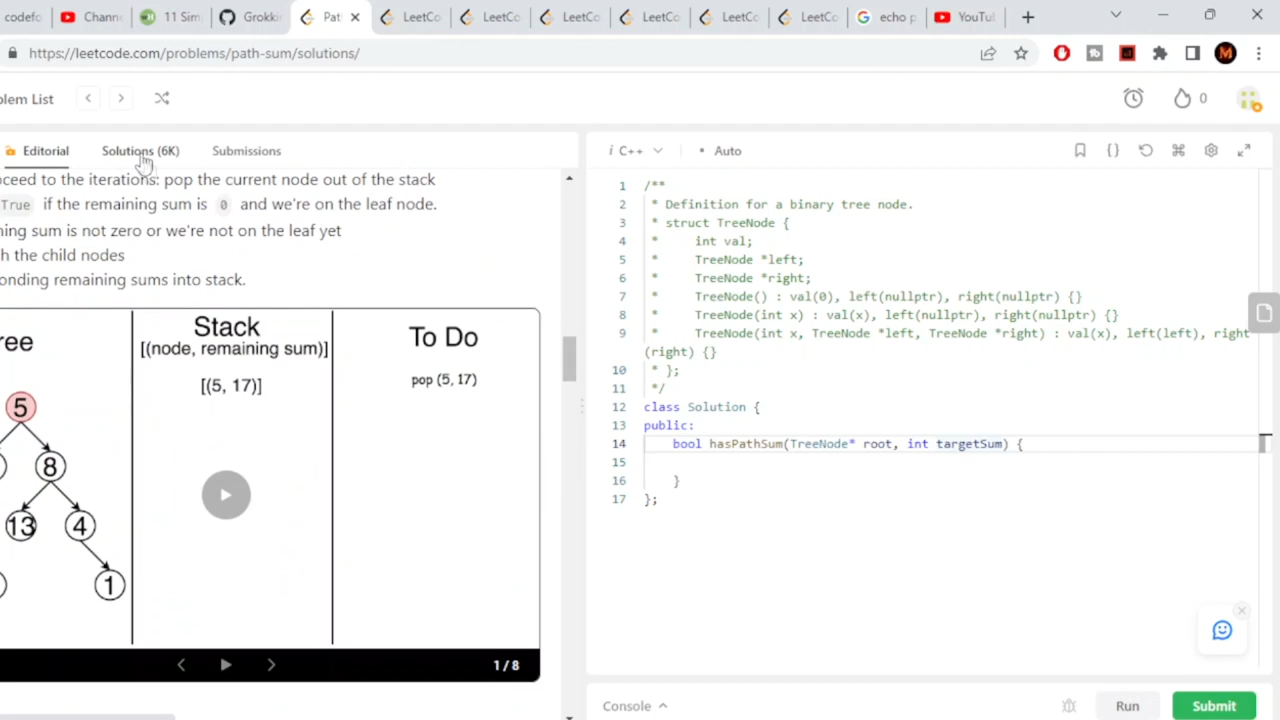 codefo
Chann
11 Sim
Grokki
Pat
LeetCo
LeetCo
LeetCo
LeetCo
LeetCo
LeetCo
echo p
YouTul
https://leetcode.com/problems/path-sum/solutions/
M
blem List
0
Editorial
Solutions (6K)
Submissions
i C++
• Auto
oceed to the iterations: pop the current node out of the stack
True if the remaining sum is 0 and we're on the leaf node.
ning sum is not zero or we're not on the leaf yet
h the child nodes
onding remaining sums into stack.
ree
Stack
[(node, remaining sum)]
[(5, 17)]
To Do
pop (5, 17)
5
8
13
4
1
1 / 8
1 /**
2 * Definition for a binary tree node.
3 * struct TreeNode {
4 *     int val;
5 *     TreeNode *left;
6 *     TreeNode *right;
7 *     TreeNode() : val(0), left(nullptr), right(nullptr) {}
8 *     TreeNode(int x) : val(x), left(nullptr), right(nullptr) {}
9 *     TreeNode(int x, TreeNode *left, TreeNode *right) : val(x), left(left), right
(right) {}
10 * };
11 */
12 class Solution {
13 public:
14     bool hasPathSum(TreeNode* root, int targetSum) {
15
16     }
17 };
Console
Run
Submit